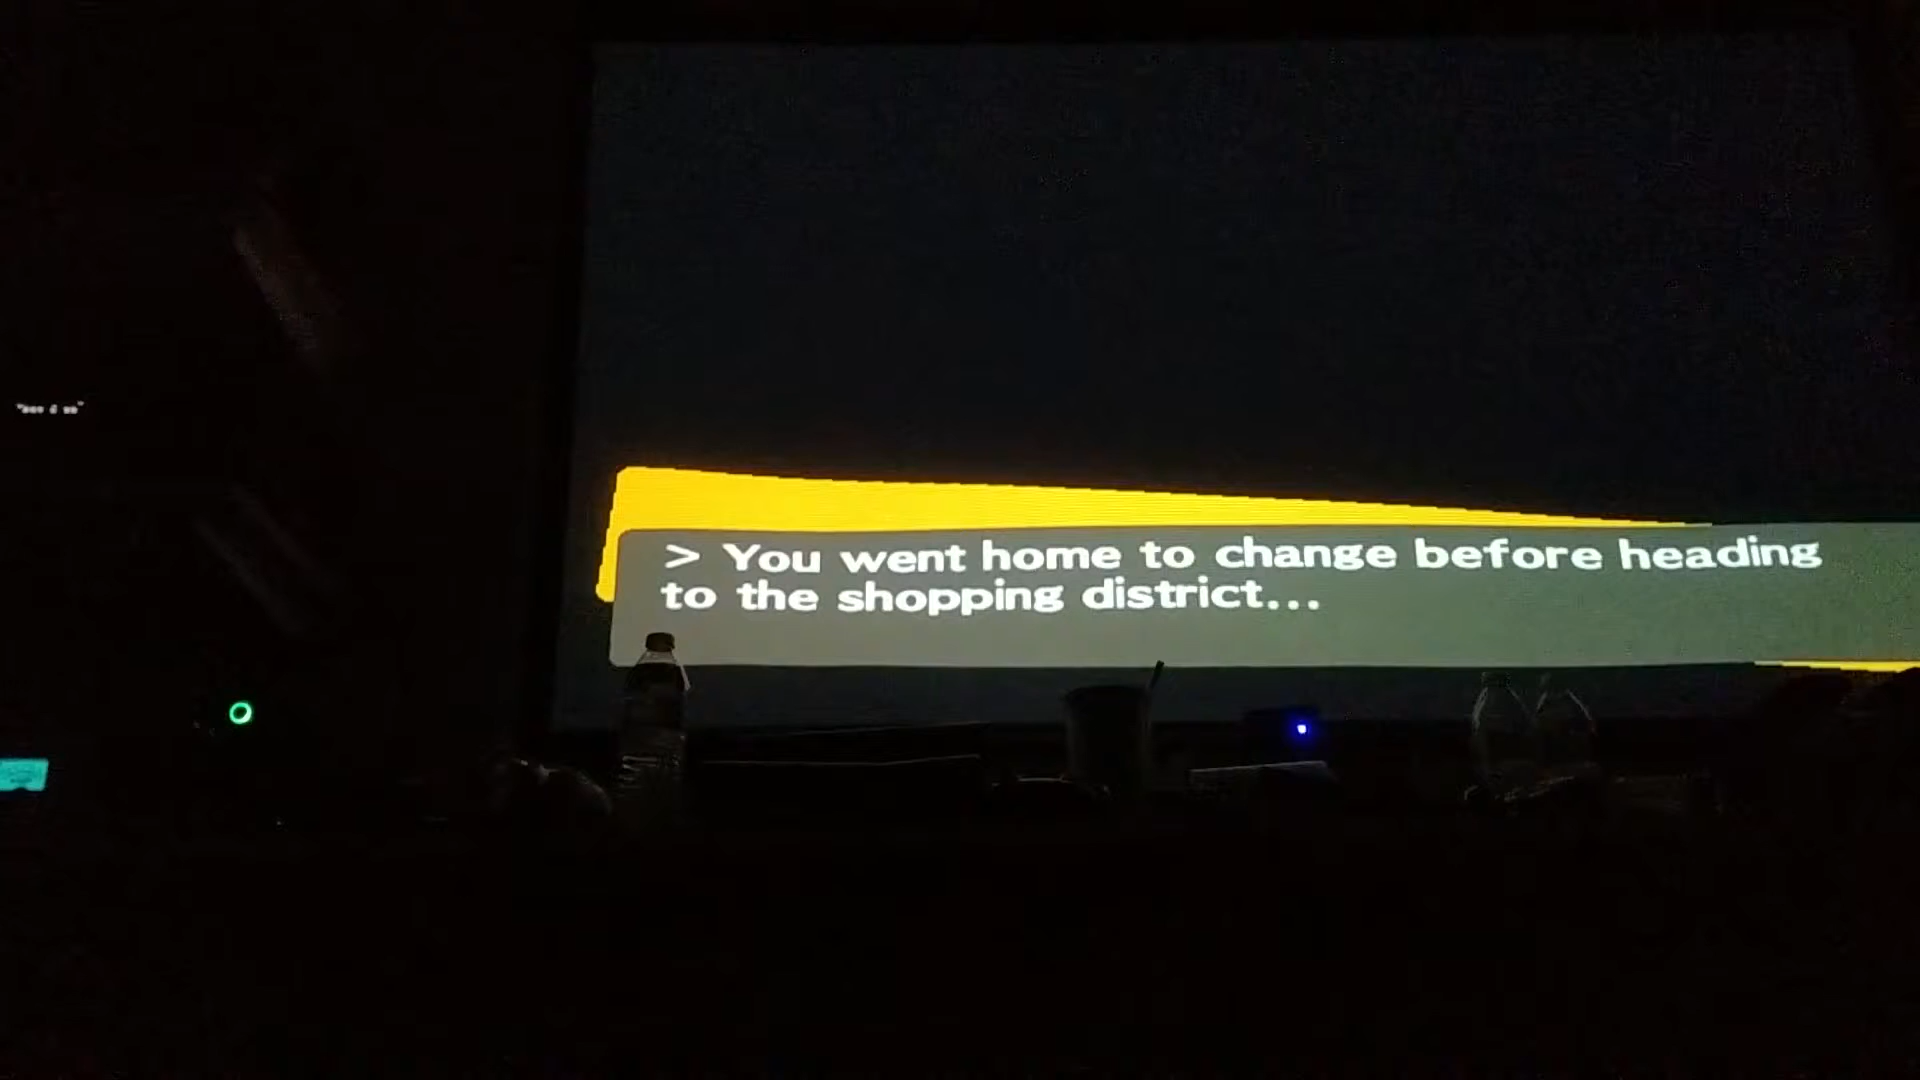 > You went home to change before heading
to the shopping district...